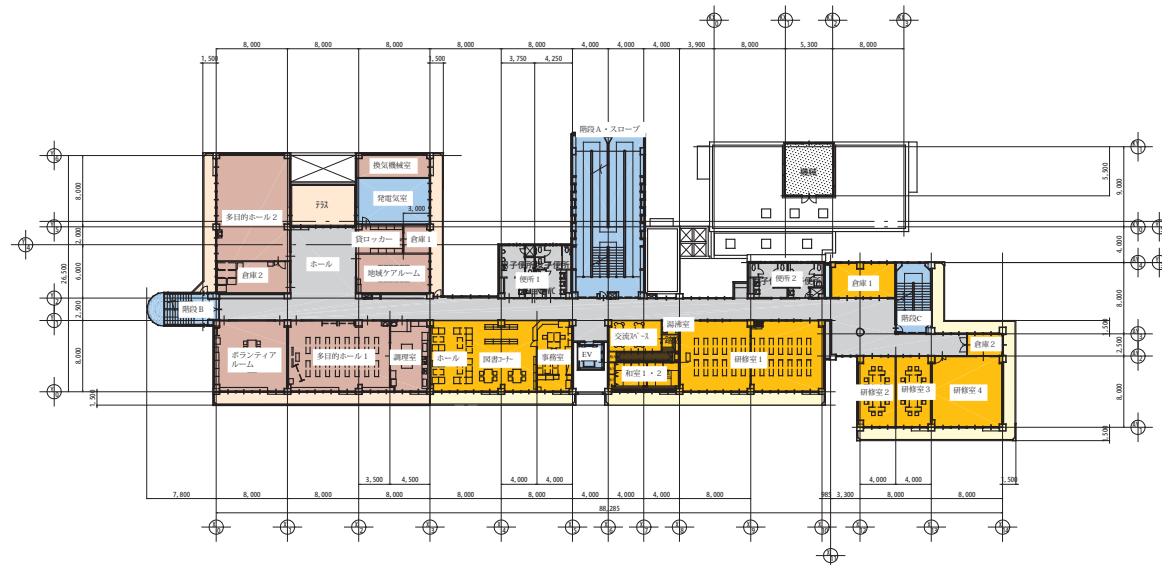 8,000 8,000 8,000 8,000 8,000 4,000 4,000 4,000 3,900 8,000 5,300 8,000
1,500 1,500 3,750 4,250
階段A・スロープ
換気機械室
機械
発電気室
テラス
3,000
多目的ホール2
貸ロッカー
倉庫1
ホール
倉庫2
地域ケアルーム
便所1
便所2
倉庫1
階段B
階段C
湯沸室
ボランティア
ルーム
多目的ホール1
調理室
ホール
図書コーナー
事務室
EV
交流スペース
和室1・2
研修室1
倉庫2
研修室2
研修室3
研修室4
8,000
2,000
6,000
26,500
2,500
8,000
1,500
5,500
9,000
4,000
8,000
2,500
8,000
1,500
3,500 4,500 4,000 4,000 4,000 8,000 1,500
7,800 8,000 8,000 8,000 8,000 8,000 4,000 4,000 4,000 8,000 985 3,300 8,000
88,285